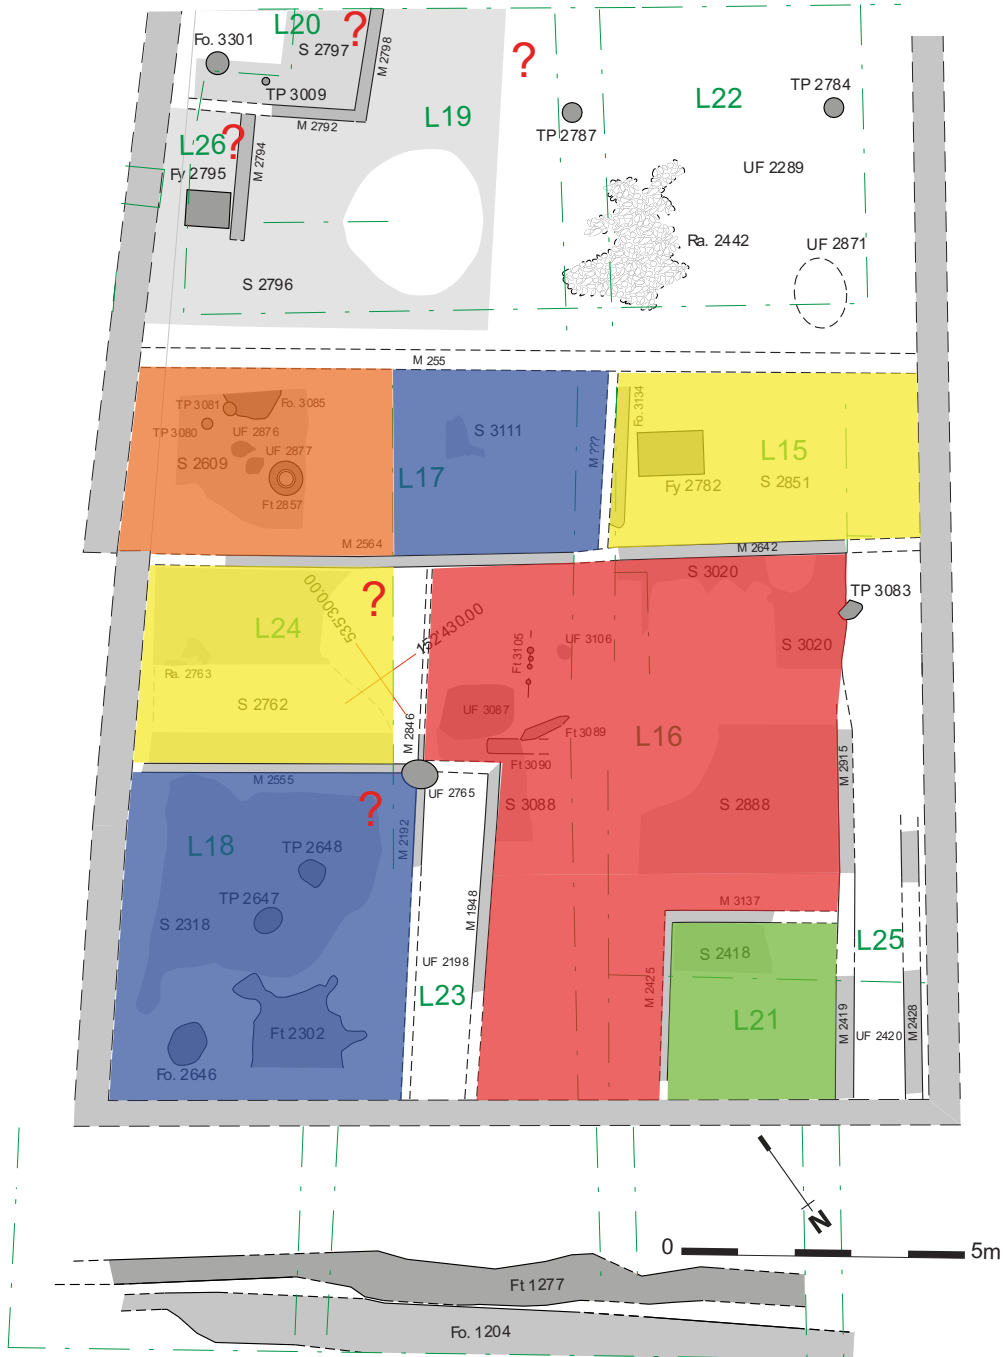 L20
?
Fo. 3301
S 2797
M 2798
?
TP 3009
TP 2784
L22
L19
M 2792
TP 2787
L26
?
M 2794
Fy 2795
UF 2289
Ra. 2442
UF 2871
S 2796
M 255
TP 3081
Fo. 3085
TP 3080
UF 2876
S 3111
Fo. 3134
UF 2877
M ???
L15
S 2609
L17
Fy 2782
S 2851
Ft 2857
M 2564
M 2642
S 3020
535'300.00
?
TP 3083
152'430.00
L24
Ft 3105
UF 3106
S 3020
Ra. 2763
S 2762
UF 3087
M 2846
Ft 3089
L16
Ft 3090
M 2915
M 2555
UF 2765
?
S 3088
S 2888
L18
M 2192
TP 2648
TP 2647
M 1948
M 3137
S 2318
S 2418
L25
UF 2198
L23
M 2425
L21
M 2419
UF 2420
M 2428
Ft 2302
Fo. 2646
N
0
5m
Ft 1277
Fo. 1204